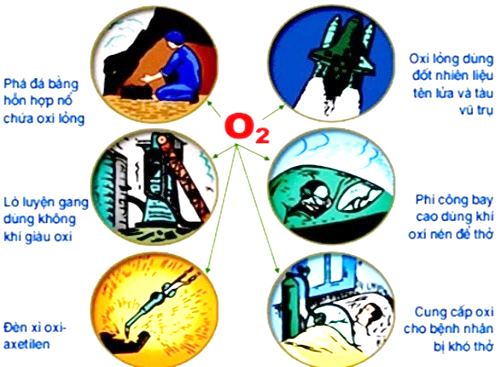 Phá đá bằng
hỗn hợp nổ
chứa oxi lỏng
Oxi lỏng dùng
đốt nhiên liệu
tên lửa và tàu
vũ trụ
O2
Lò luyện gang
dùng không
khí giàu oxi
Phi công bay
cao dùng khí
oxi nén để thở
Đèn xì oxi-
axetilen
Cung cấp oxi
cho bệnh nhân
bị khó thở